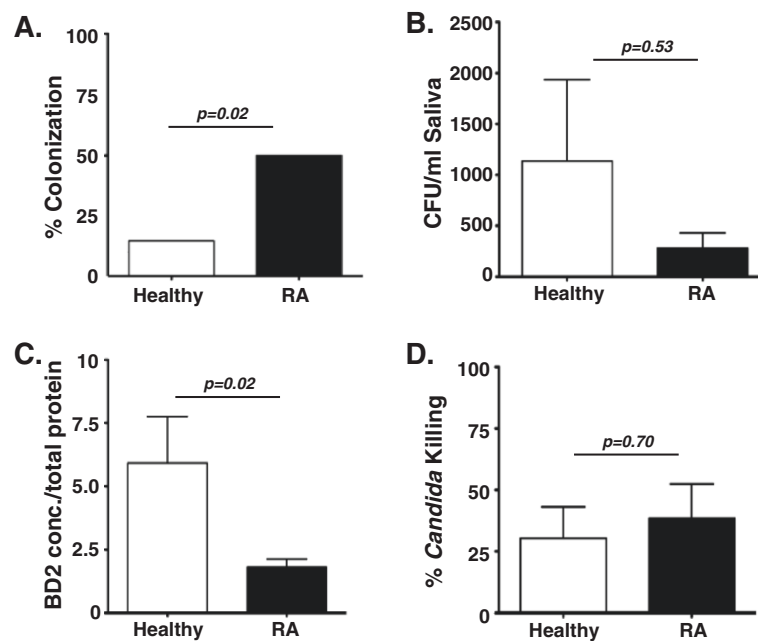 A.
% Colonization
100
75
50
25
0
p=0.02
Healthy
RA
B.
CFU/ml Saliva
2500
2000
1500
1000
500
0
p=0.53
Healthy
RA
C.
BD2 conc./total protein
10
7.5
5.0
2.5
0
p=0.02
Healthy
RA
D.
% Candida Killing
100
75
50
25
0
p=0.70
Healthy
RA